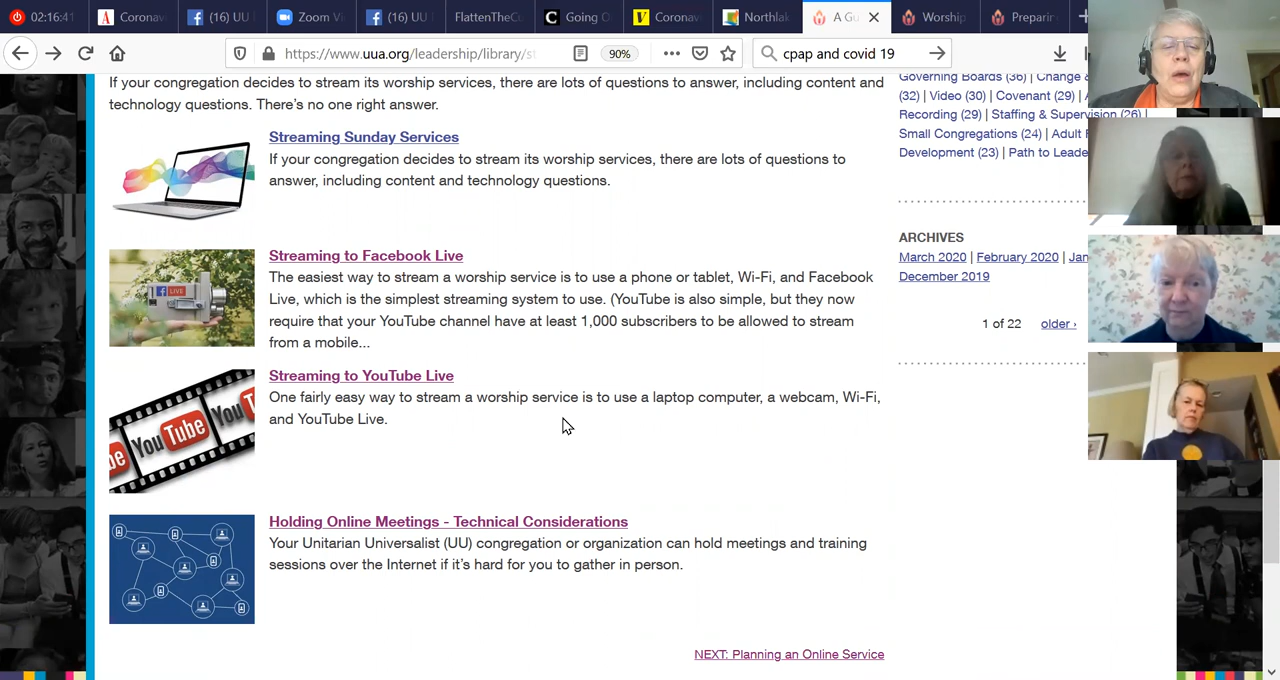 02:16:41
Coronav
(16) UU
Zoom Vi
(16) UU
FlattenTheCu
Going O
Coronavi
Northlak
A Gu
Worship
Preparin
https://www.uua.org/leadership/library/st
90%
cpap and covid 19
If your congregation decides to stream its worship services, there are lots of questions to answer, including content and
technology questions. There's no one right answer.
Streaming Sunday Services
If your congregation decides to stream its worship services, there are lots of questions to
answer, including content and technology questions.
Streaming to Facebook Live
The easiest way to stream a worship service is to use a phone or tablet, Wi-Fi, and Facebook
Live, which is the simplest streaming system to use. (YouTube is also simple, but they now
require that your YouTube channel have at least 1,000 subscribers to be allowed to stream
from a mobile...
LIVE
Streaming to YouTube Live
One fairly easy way to stream a worship service is to use a laptop computer, a webcam, Wi-Fi,
and YouTube Live.
be
YouTube
You
Holding Online Meetings - Technical Considerations
Your Unitarian Universalist (UU) congregation or organization can hold meetings and training
sessions over the Internet if it's hard for you to gather in person.
NEXT: Planning an Online Service
Governing Boards (36) | Change &
(32) | Video (30) | Covenant (29) | A
Recording (29) | Staffing & Supervision (26) |
Small Congregations (24) | Adult F
Development (23) | Path to Leade
ARCHIVES
March 2020 | February 2020 | Jan
December 2019
1 of 22 older ›